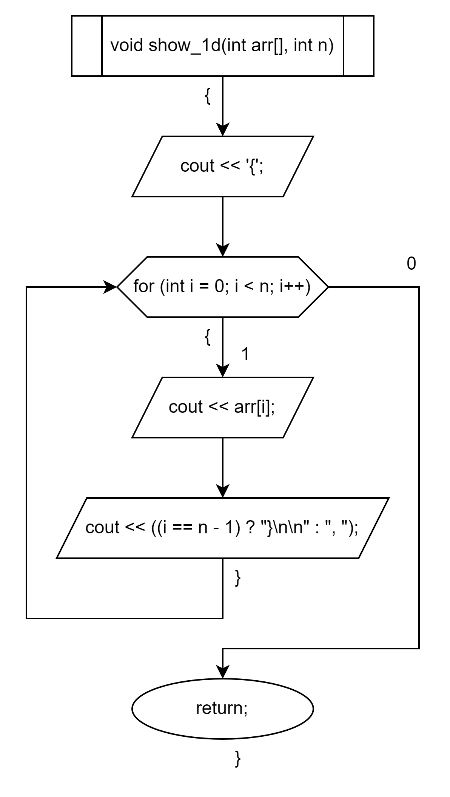 void show_1d(int arr[], int n)
{
cout << '{';
0
for (int i = 0; i < n; i++)
{
1
cout << arr[i];
cout << ((i == n - 1) ? "}\n\n" : ", ");
}
return;
}